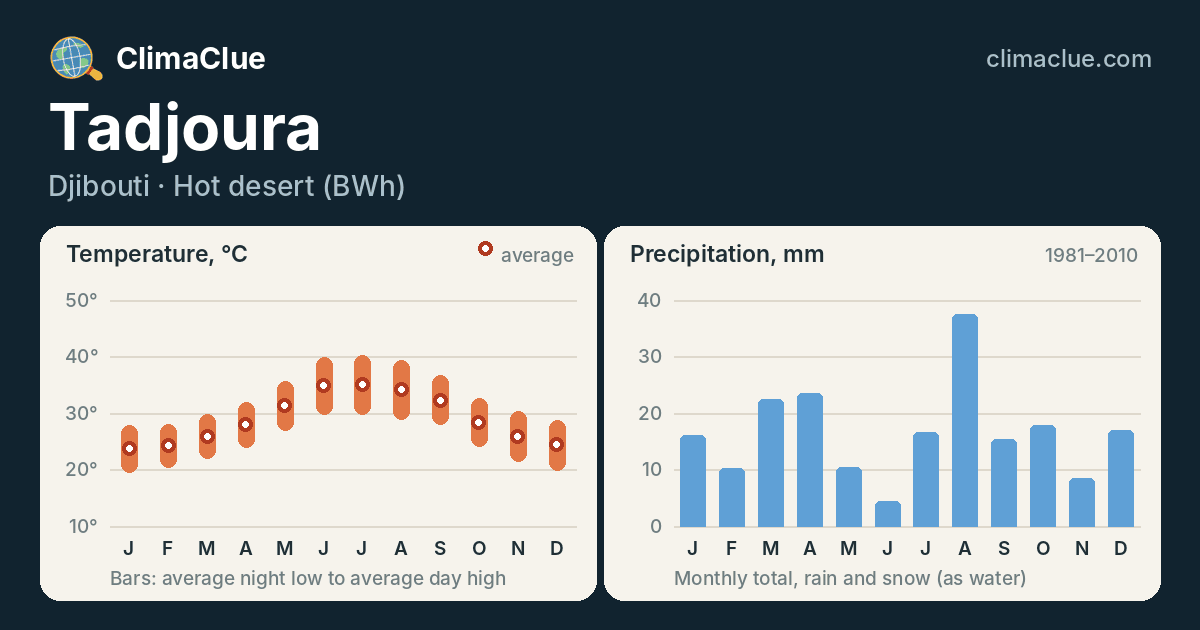 ClimaClue
climaclue.com
Tadjoura
Djibouti · Hot desert (BWh)
Temperature, °C
average
50°
40°
30°
20°
10°
J F M A M J J A S O N D
Bars: average night low to average day high
Precipitation, mm
1981–2010
40
30
20
10
0
J F M A M J J A S O N D
Monthly total, rain and snow (as water)